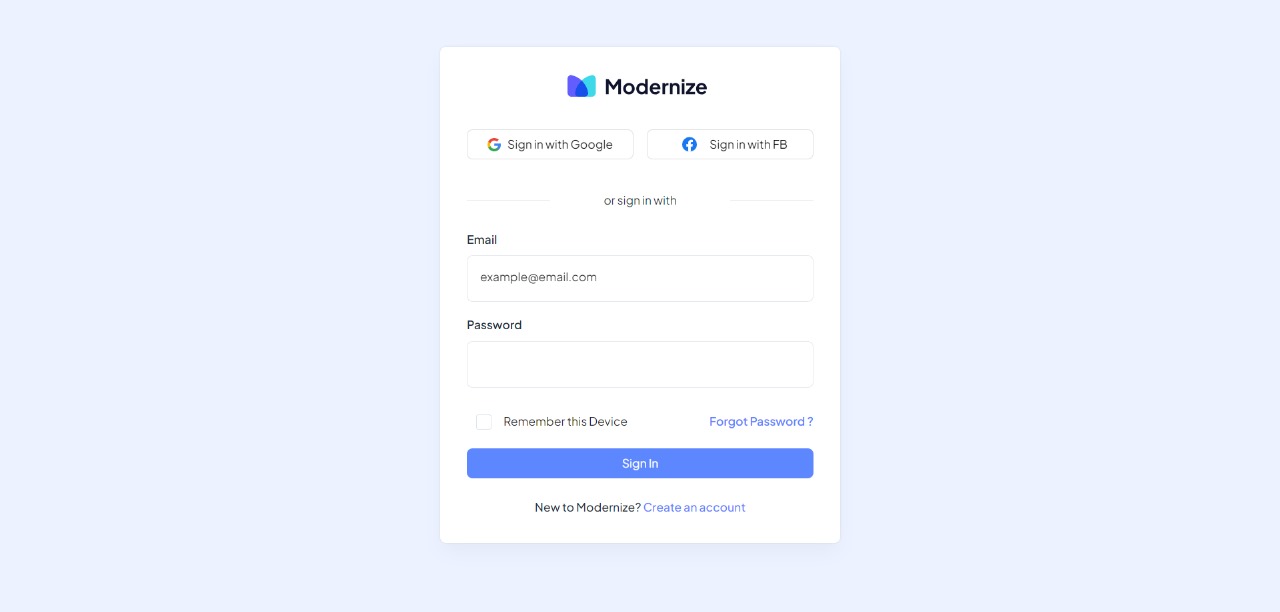 Modernize
Sign in with Google
Sign in with FB
or sign in with
Email
example@email.com
Password
Remember this Device
Forgot Password ?
Sign In
New to Modernize? Create an account